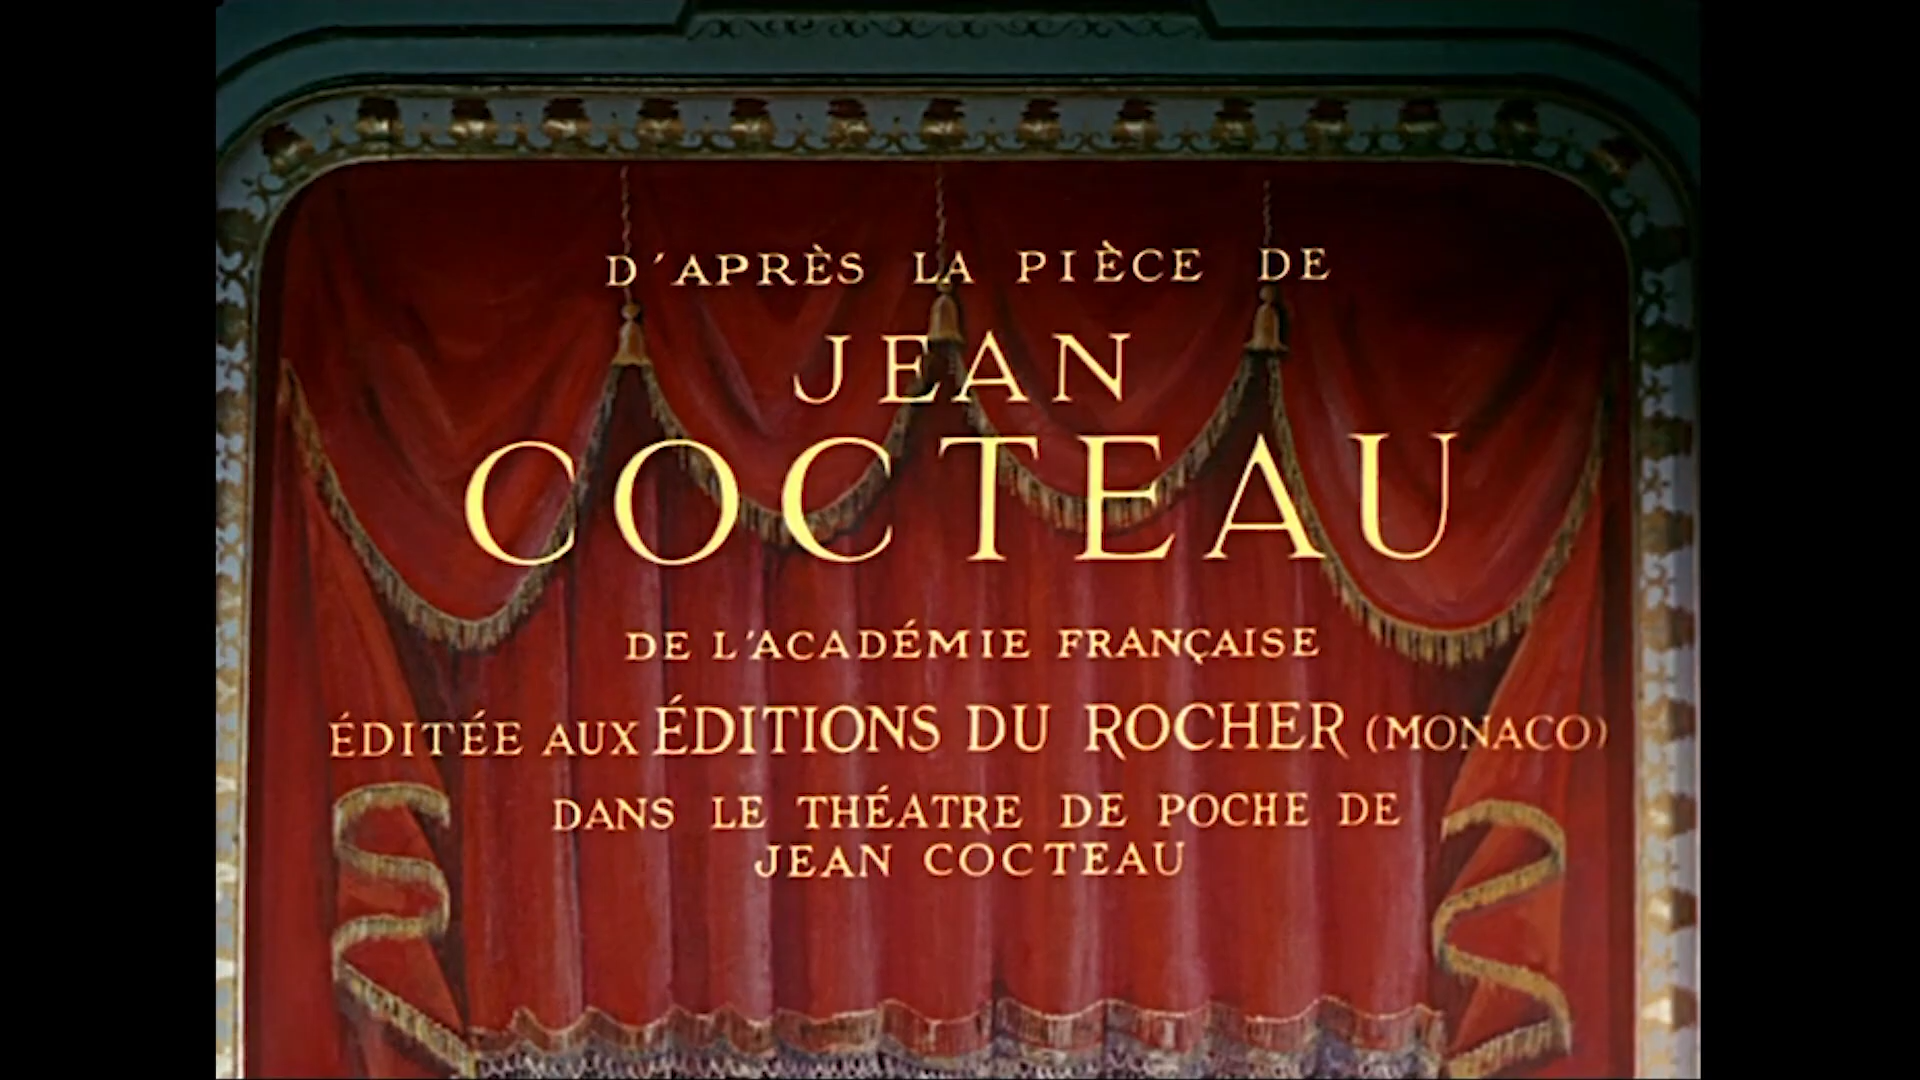 D'APRÈS LA PIÈCE DE
JEAN
COCTEAU
DE L'ACADÉMIE FRANÇAISE
ÉDITÉE AUX ÉDITIONS DU ROCHER (MONACO)
DANS LE THÉATRE DE POCHE DE
JEAN COCTEAU